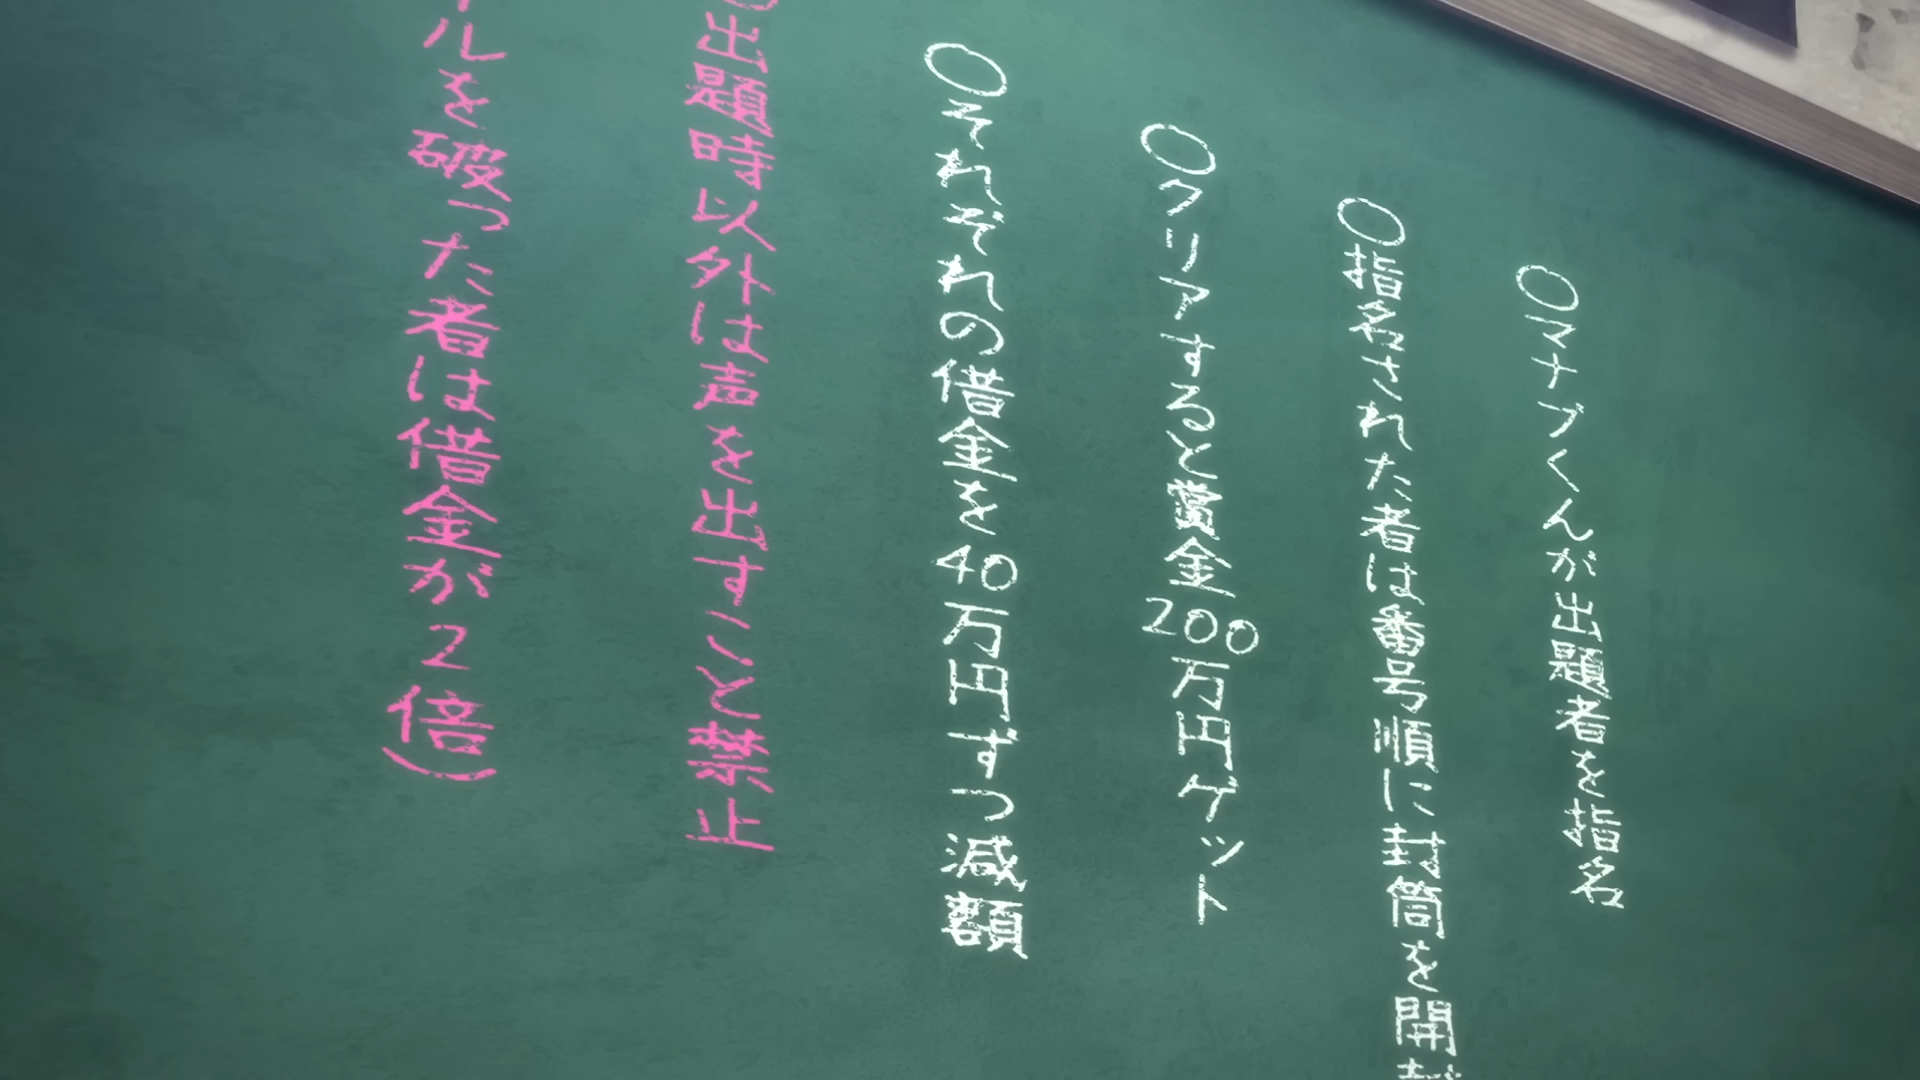 ○マナブくんが出題者を指名
○指名された者は番号順に封筒を開
○クリアすると賞金200万円ゲット
○それぞれの借金を40万円ずつ減額
出題時以外は声を出すこと禁止
ルを破った者は借金が2倍)